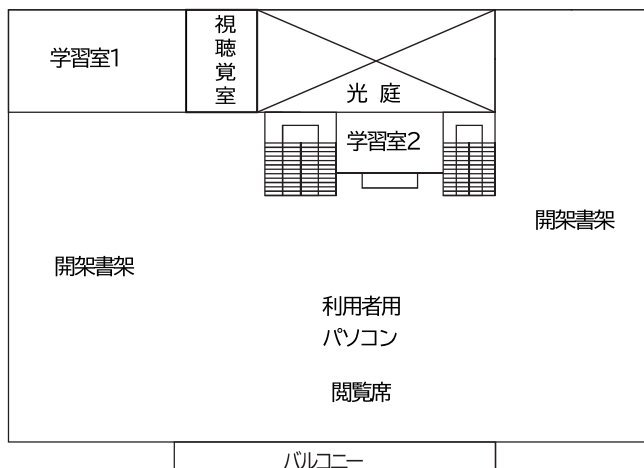 学習室1
視聴覚室
光 庭
学習室2
開架書架
開架書架
利用者用
パソコン
閲覧席
バルコニー